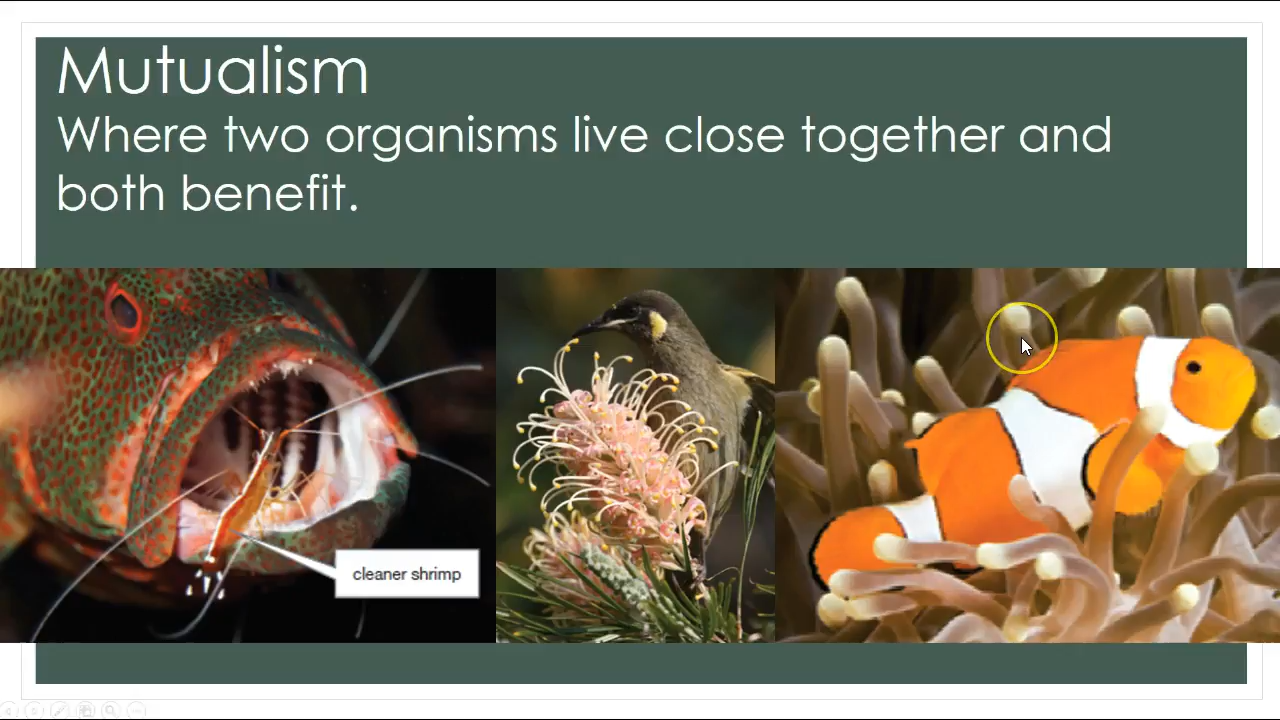 Mutualism
Where two organisms live close together and
both benefit.
cleaner shrimp